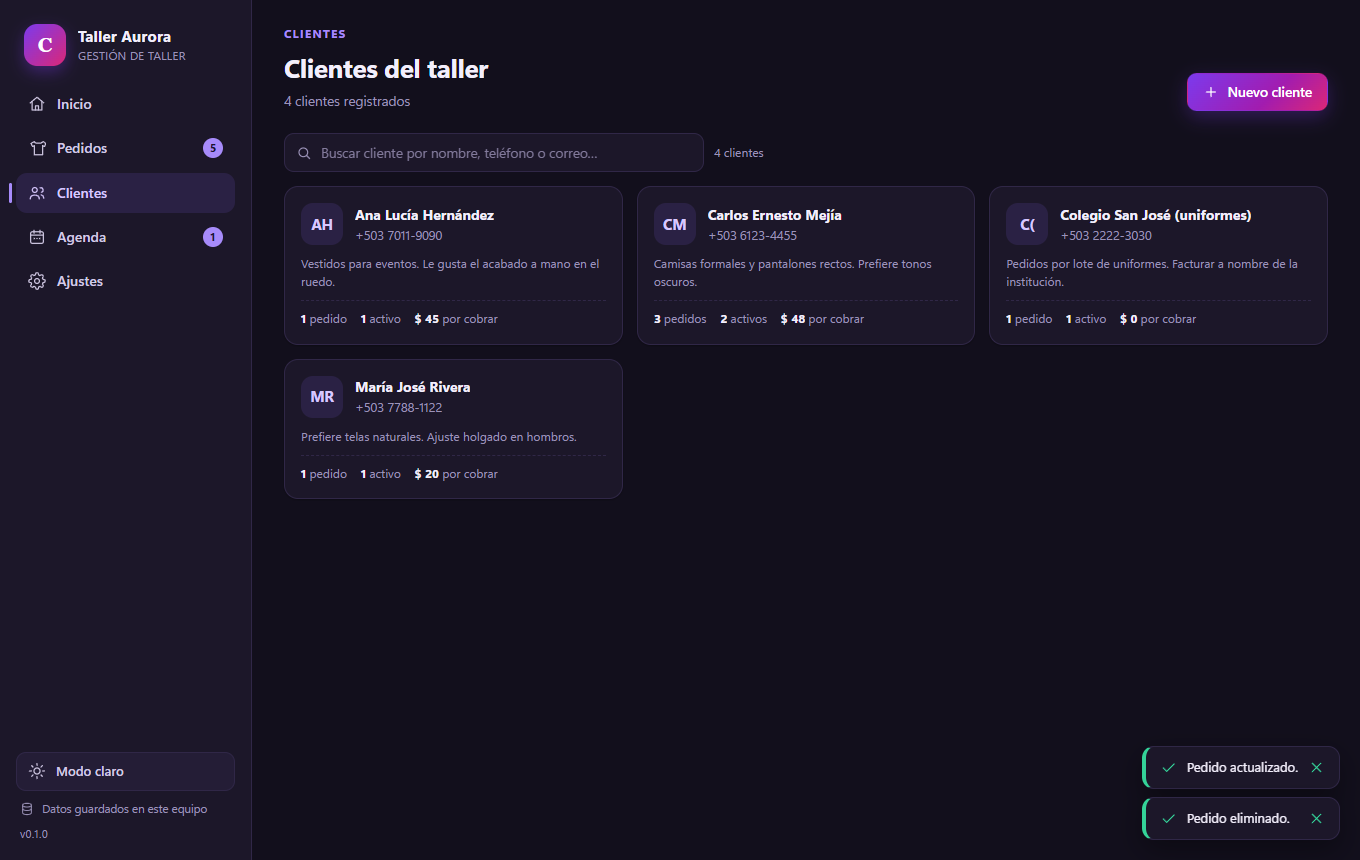 C
Taller Aurora
GESTIÓN DE TALLER
Inicio
Pedidos 5
Clientes
Agenda 1
Ajustes
Modo claro
Datos guardados en este equipo
v0.1.0
CLIENTES
Clientes del taller
4 clientes registrados
Nuevo cliente
Buscar cliente por nombre, teléfono o correo...
4 clientes
AH
Ana Lucía Hernández
+503 7011-9090
Vestidos para eventos. Le gusta el acabado a mano en el
ruedo.
1 pedido 1 activo $ 45 por cobrar
CM
Carlos Ernesto Mejía
+503 6123-4455
Camisas formales y pantalones rectos. Prefiere tonos
oscuros.
3 pedidos 2 activos $ 48 por cobrar
C(
Colegio San José (uniformes)
+503 2222-3030
Pedidos por lote de uniformes. Facturar a nombre de la
institución.
1 pedido 1 activo $ 0 por cobrar
MR
María José Rivera
+503 7788-1122
Prefiere telas naturales. Ajuste holgado en hombros.
1 pedido 1 activo $ 20 por cobrar
Pedido actualizado.
Pedido eliminado.